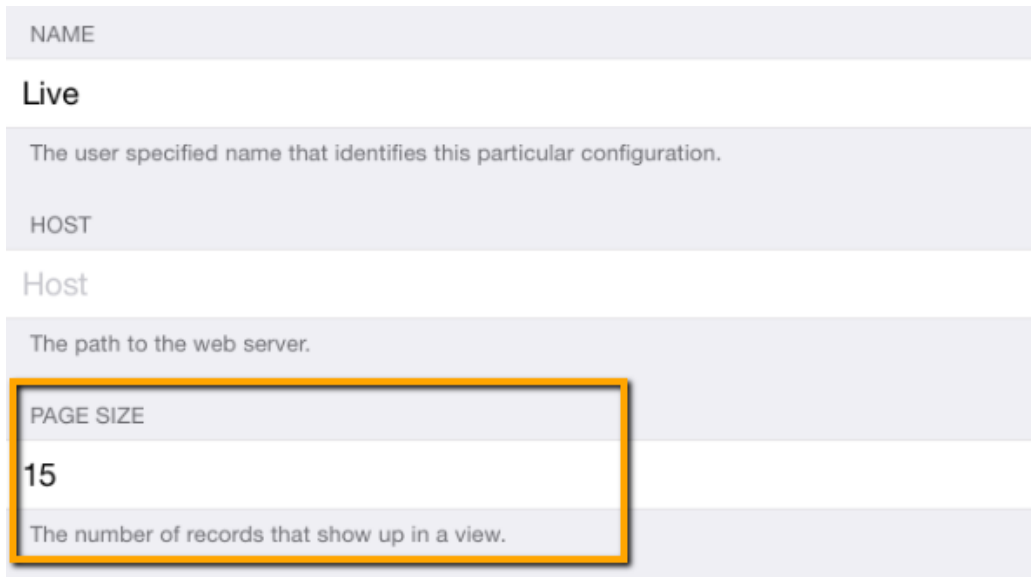 NAME
Live
The user specified name that identifies this particular configuration.
HOST
Host
The path to the web server.
PAGE SIZE
15
The number of records that show up in a view.